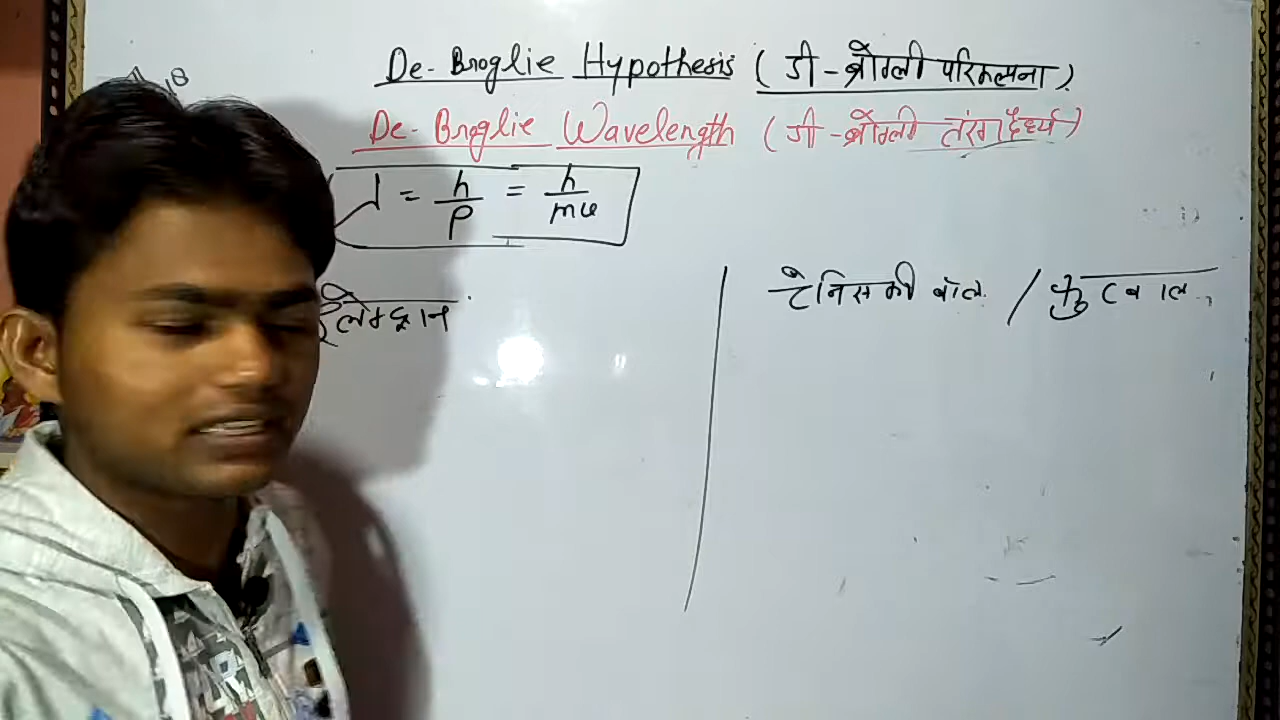 De-Broglie Hypothesis (डी-ब्रोग्ली परिकल्पना)
De-Broglie Wavelength (डी-ब्रोग्ली तरंगदैर्ध्य)
λ = h/p = h/mv
इलेक्ट्रान
टेनिस की बॉल / फुटबाल